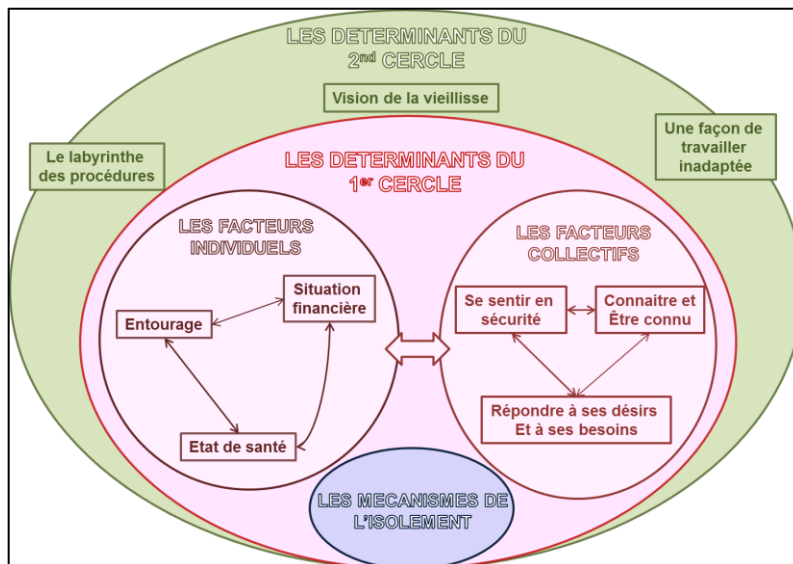 LES DETERMINANTS DU
2nd CERCLE
Vision de la vieillisse
Le labyrinthe
des procédures
Une façon de
travailler
inadaptée
LES DETERMINANTS DU
1er CERCLE
LES FACTEURS
INDIVIDUELS
Situation
financière
Entourage
Etat de santé
LES FACTEURS
COLLECTIFS
Se sentir en
sécurité
Connaitre et
Être connu
Répondre à ses désirs
Et à ses besoins
LES MECANISMES DE
L'ISOLEMENT